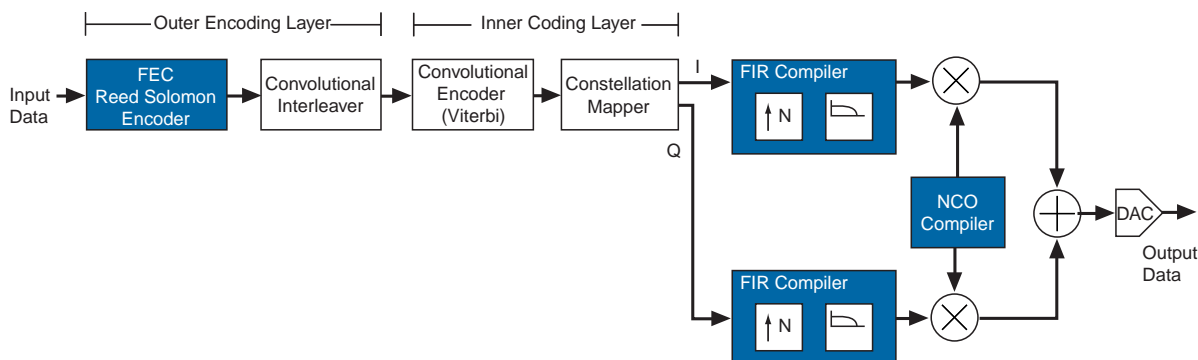 Outer Encoding Layer
Inner Coding Layer
Input
Data
FEC
Reed Solomon
Encoder
Convolutional
Interleaver
Convolutional
Encoder
(Viterbi)
Constellation
Mapper
I
Q
FIR Compiler
N
NCO
Compiler
DAC
Output
Data
FIR Compiler
N